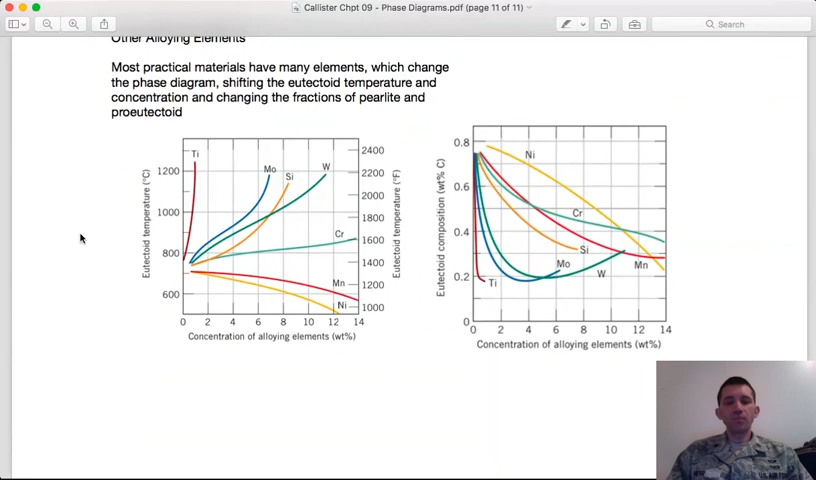 Callister Chpt 09 - Phase Diagrams.pdf (page 11 of 11)
Search
Other Alloying Elements
Most practical materials have many elements, which change
the phase diagram, shifting the eutectoid temperature and
concentration and changing the fractions of pearlite and
proeutectoid
Eutectoid temperature (°C)
1200
1000
800
600
Ti
Mo
Si
W
Cr
Mn
Ni
2400
2200
2000
1800
1600
1400
1200
1000
Eutectoid temperature (°F)
0 2 4 6 8 10 12 14
Concentration of alloying elements (wt%)
Eutectoid composition (wt% C)
0.8
0.6
0.4
0.2
0
Ni
Cr
Si
Mo
W
Mn
Ti
0 2 4 6 8 10 12 14
Concentration of alloying elements (wt%)
U.S. AIR